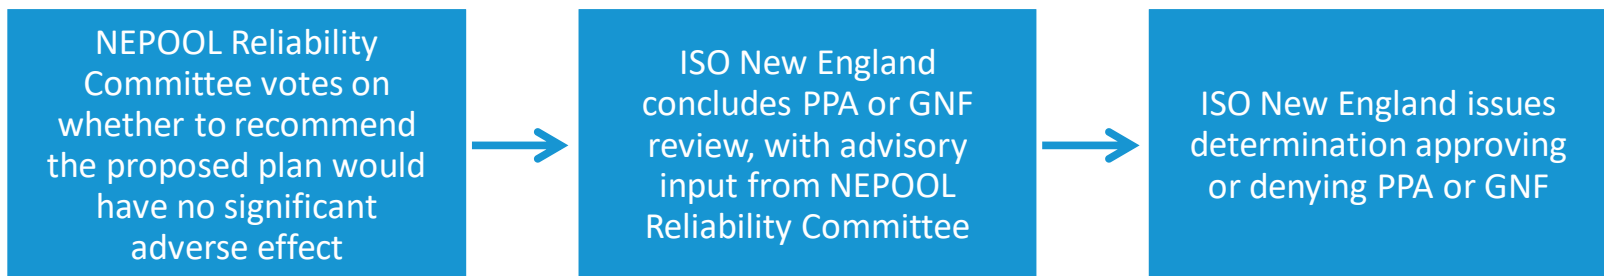 NEPOOL Reliability
Committee votes on
whether to recommend
the proposed plan would
have no significant
adverse effect
ISO New England
concludes PPA or GNF
review, with advisory
input from NEPOOL
Reliability Committee
ISO New England issues
determination approving
or denying PPA or GNF